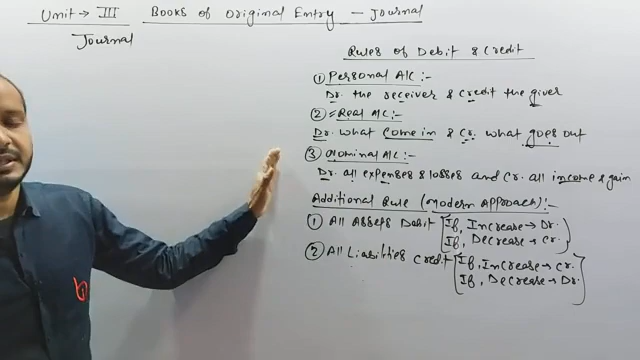 Unit → III Books of Original Entry - Journal
Journal
Rules of Debit & Credit
① Personal A/C :-
Dr. the receiver & credit the giver
② = Real A/C :-
Dr. what come in & cr. what goes out
③ Nominal A/C :-
Dr. all expenses & losses and Cr. all income & gain
Additional Rule (Modern Approach) :-
① All Assets Debit [If, Increase → Dr.
If, Decrease → Cr.]
② All Liabilities Credit [If, Increase → Cr.
If, Decrease → Dr.]